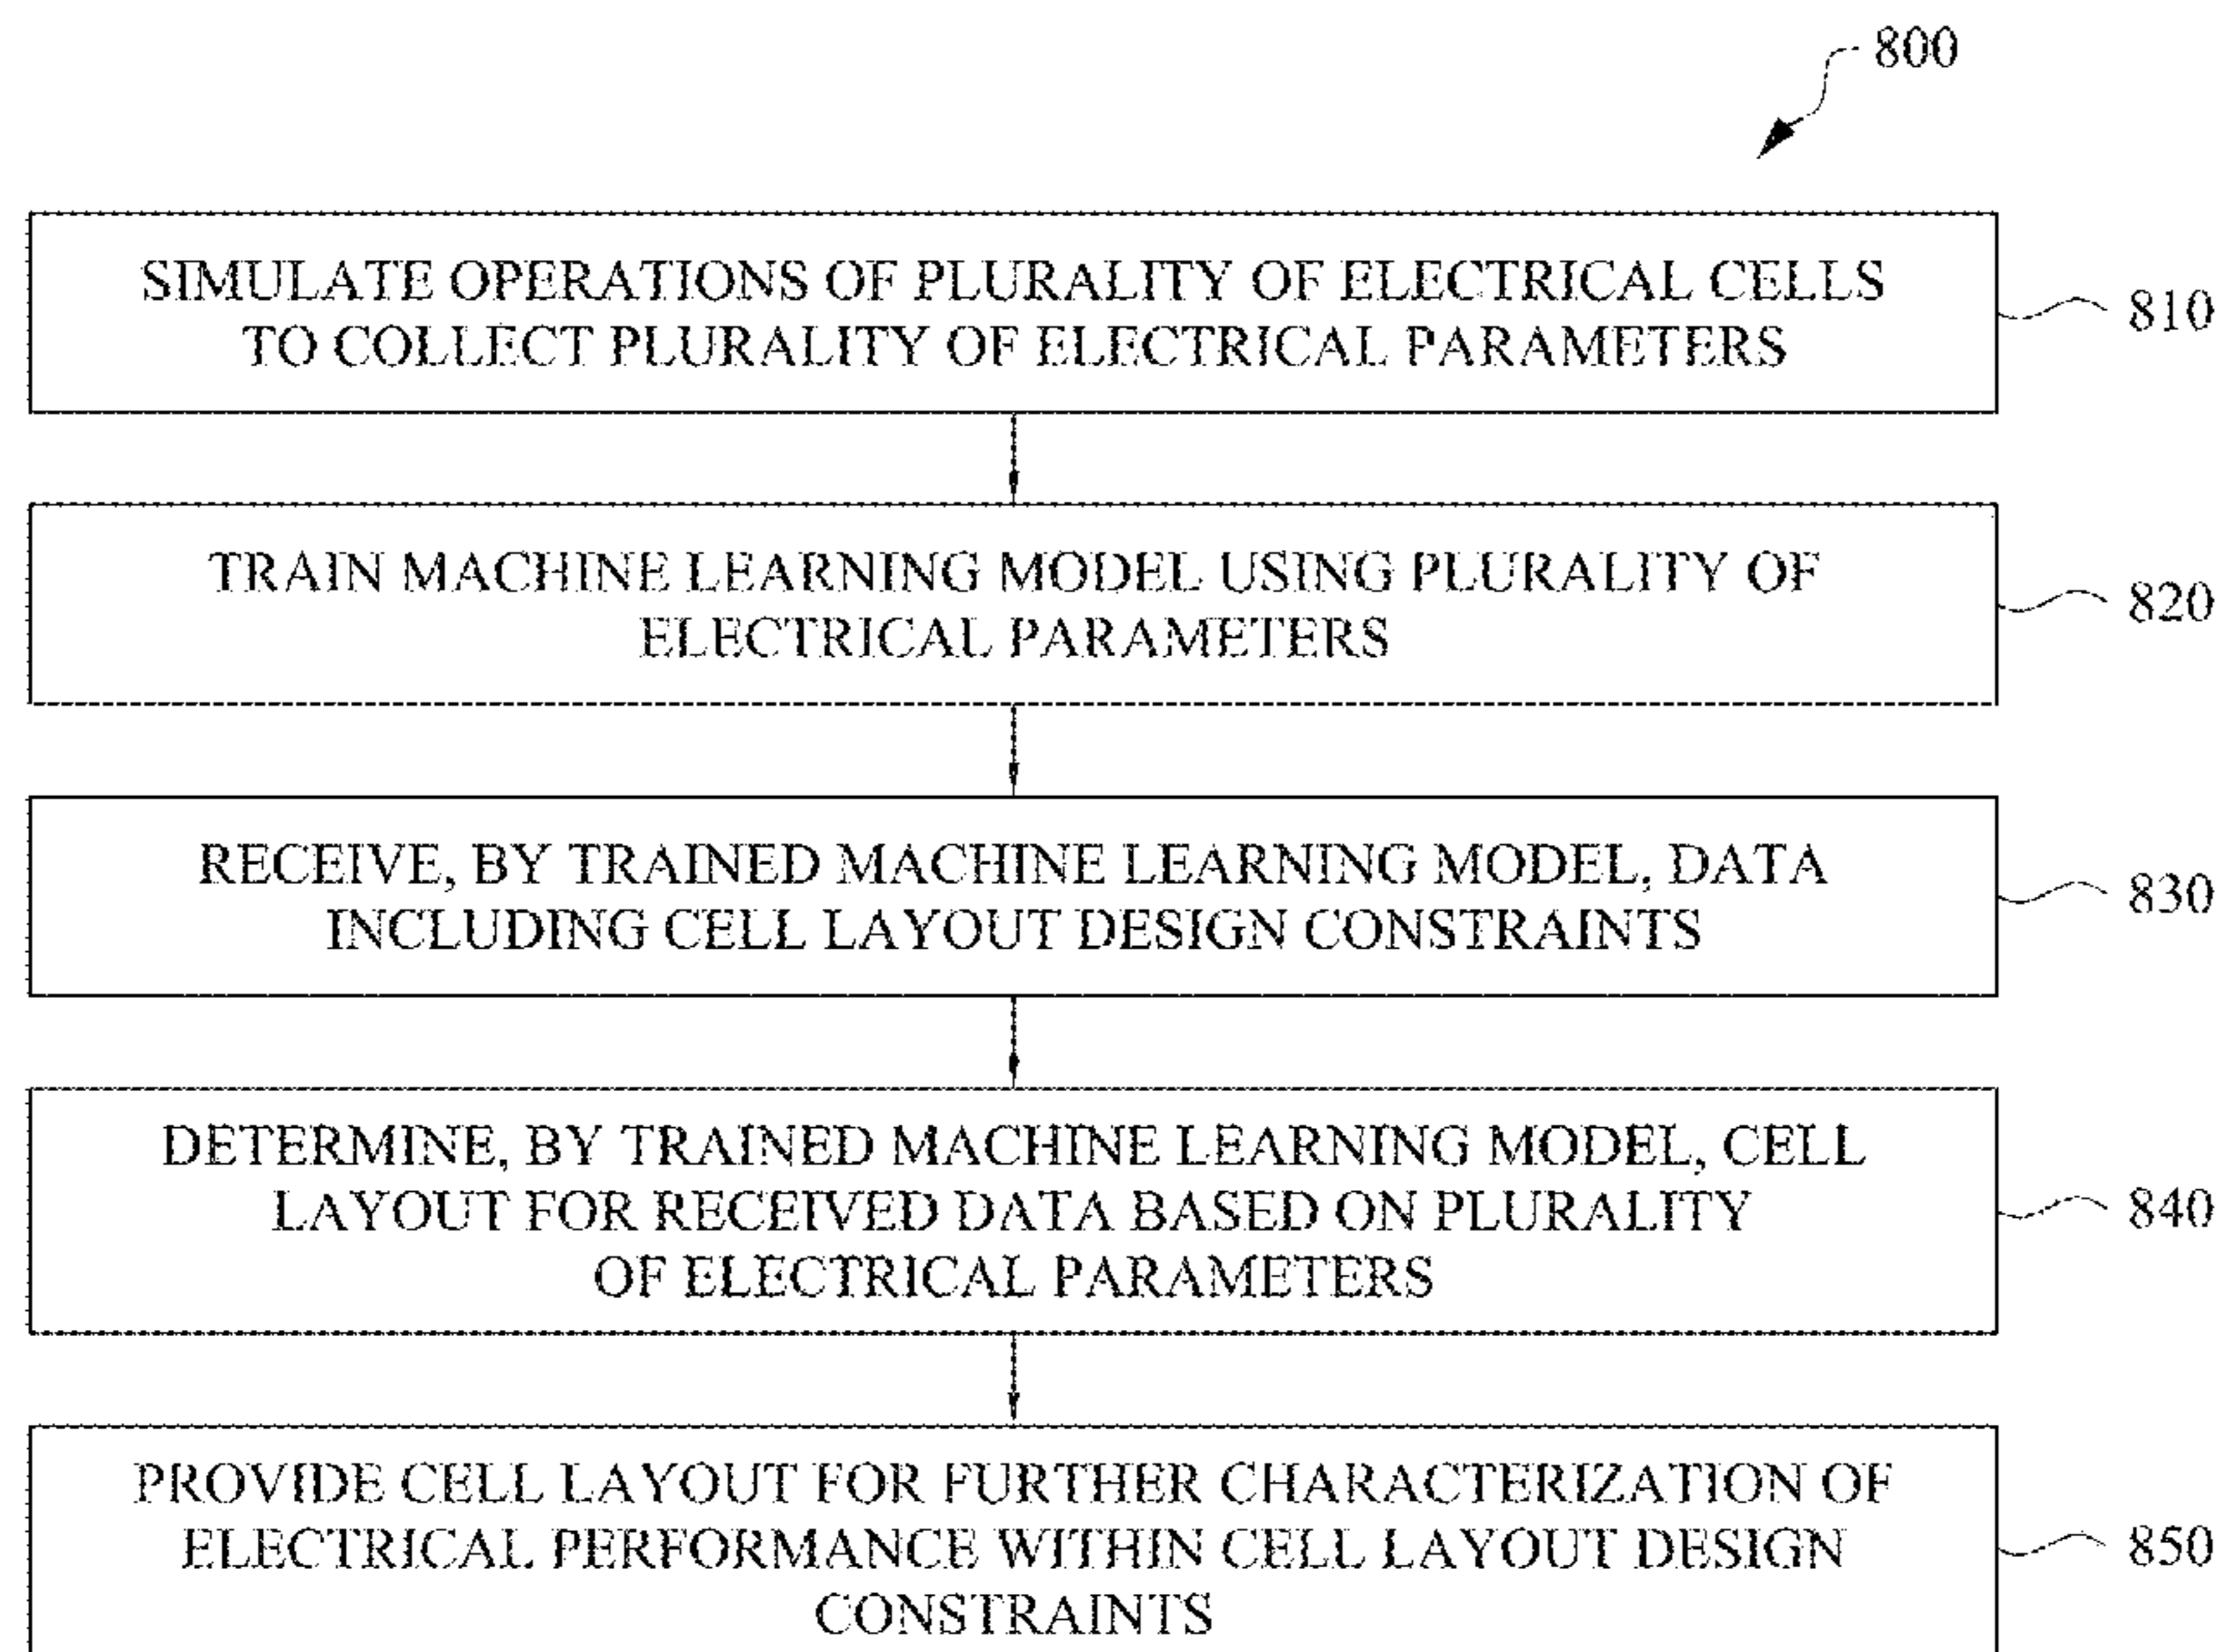 800
SIMULATE OPERATIONS OF PLURALITY OF ELECTRICAL CELLS
TO COLLECT PLURALITY OF ELECTRICAL PARAMETERS
810
TRAIN MACHINE LEARNING MODEL USING PLURALITY OF
ELECTRICAL PARAMETERS
820
RECEIVE, BY TRAINED MACHINE LEARNING MODEL, DATA
INCLUDING CELL LAYOUT DESIGN CONSTRAINTS
830
DETERMINE, BY TRAINED MACHINE LEARNING MODEL, CELL
LAYOUT FOR RECEIVED DATA BASED ON PLURALITY
OF ELECTRICAL PARAMETERS
840
PROVIDE CELL LAYOUT FOR FURTHER CHARACTERIZATION OF
ELECTRICAL PERFORMANCE WITHIN CELL LAYOUT DESIGN
CONSTRAINTS
850